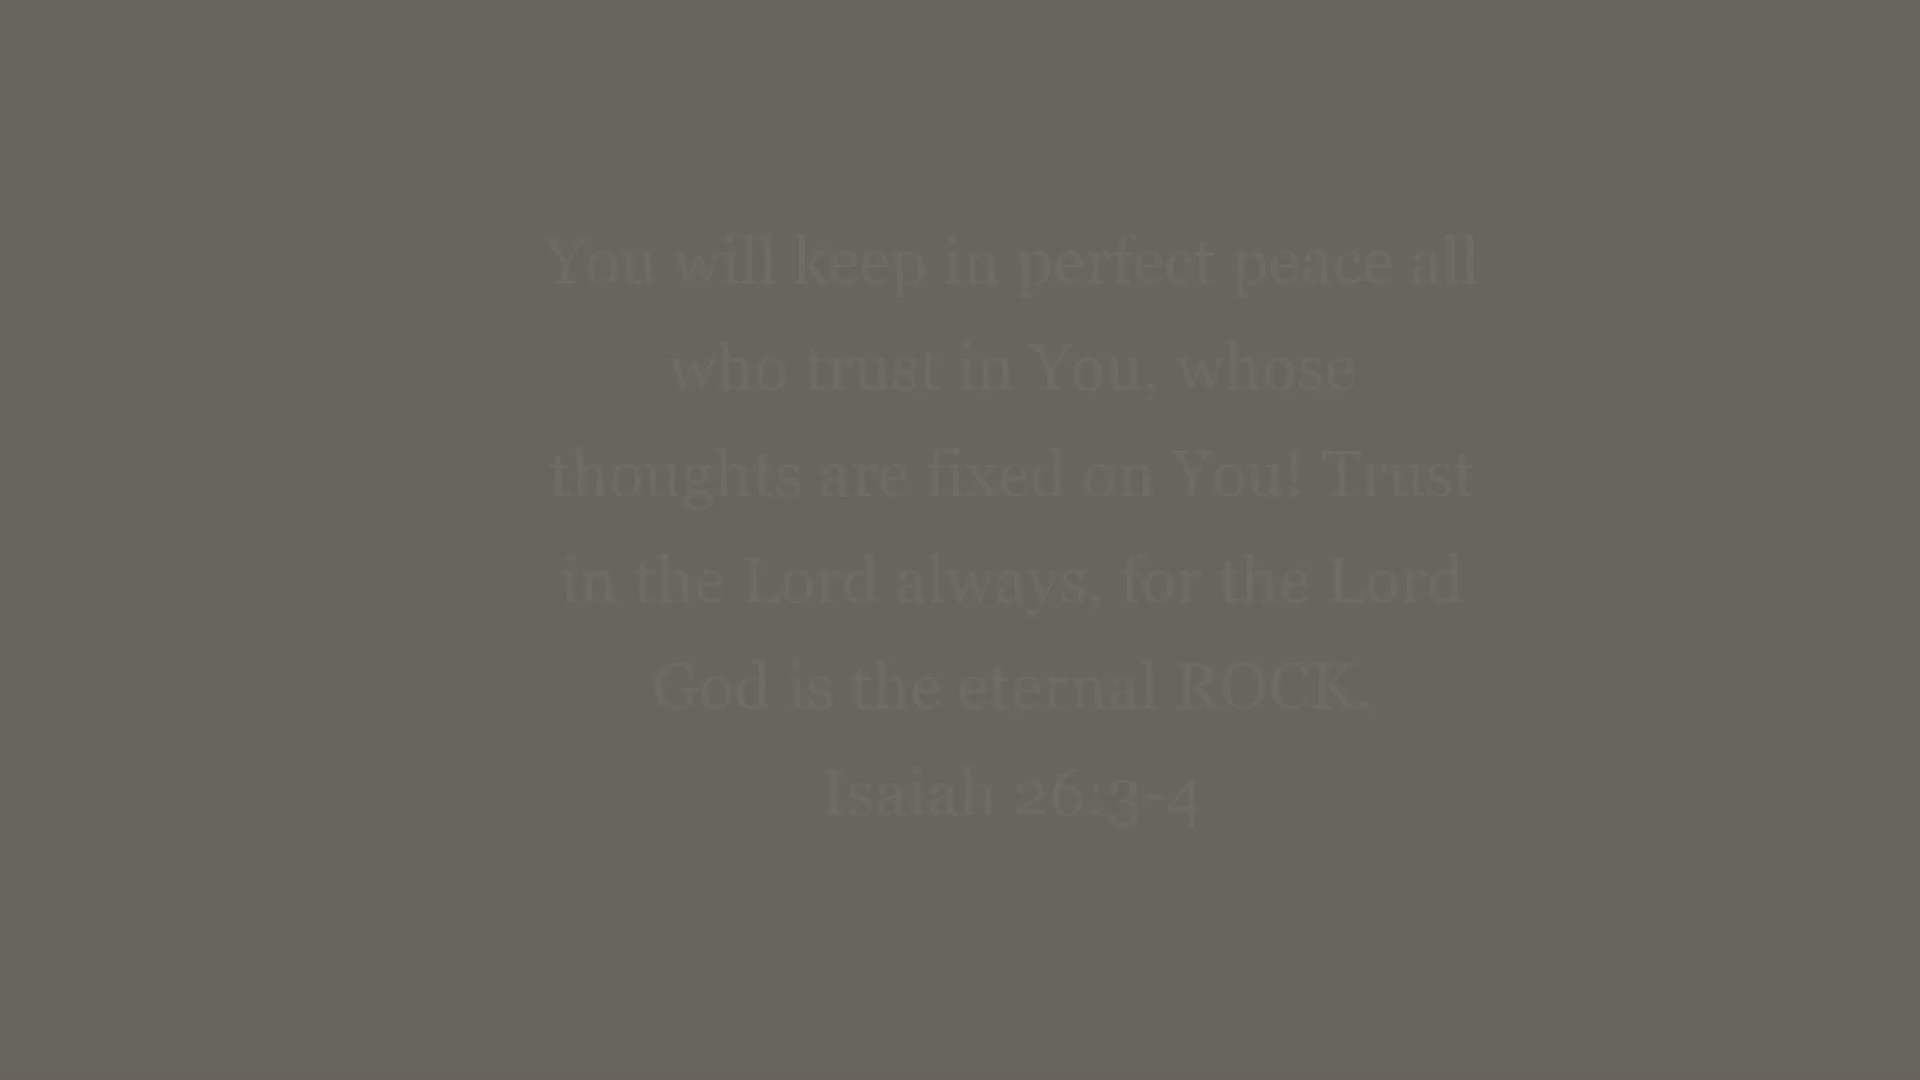 You will keep in perfect peace all
who trust in You, whose
thoughts are fixed on You! Trust
in the Lord always, for the Lord
God is the eternal ROCK.
Isaiah 26:3-4